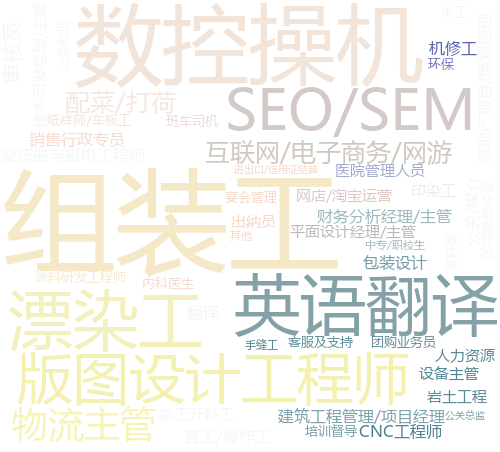 木工
数控操机
机修工
环保
审核员
配菜/打荷
SEO/SEM
纸样师/车板工
班车司机
销售行政专员
互联网/电子商务/网游
变压器与磁电工程师
进出口/信用证结算
医院管理人员
组装工
宴会管理
网店/淘宝运营
印染工
出纳员
财务分析经理/主管
其他
平面设计经理/主管
中专/职校生
包装设计
涂料研发工程师
内科医生
英语翻译
漂染工
翻译
手缝工
客服及支持
团购业务员
人力资源
版图设计工程师
设备主管
岩土工程
物流主管
施工开料工
建筑工程管理/项目经理
公关总监
普工/操作工
培训督导
CNC工程师